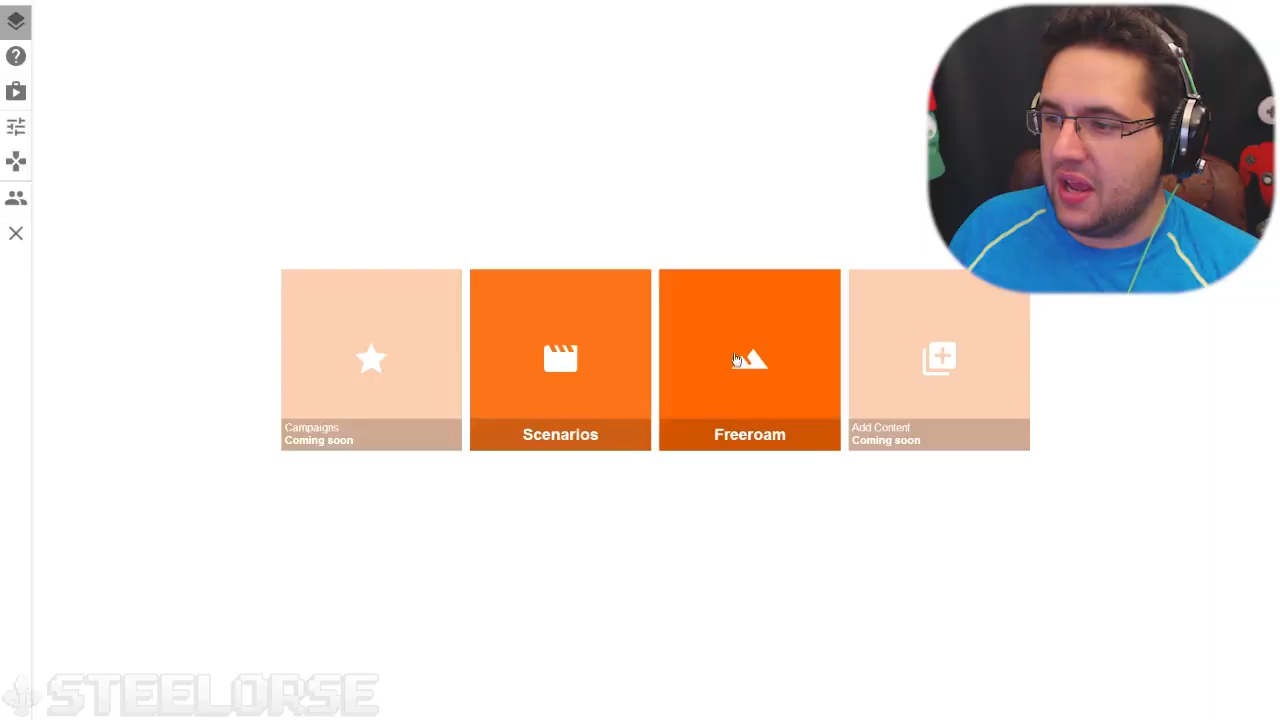 Campaigns
Coming soon
Scenarios
Freeroam
Add Content
Coming soon
STEELORSE